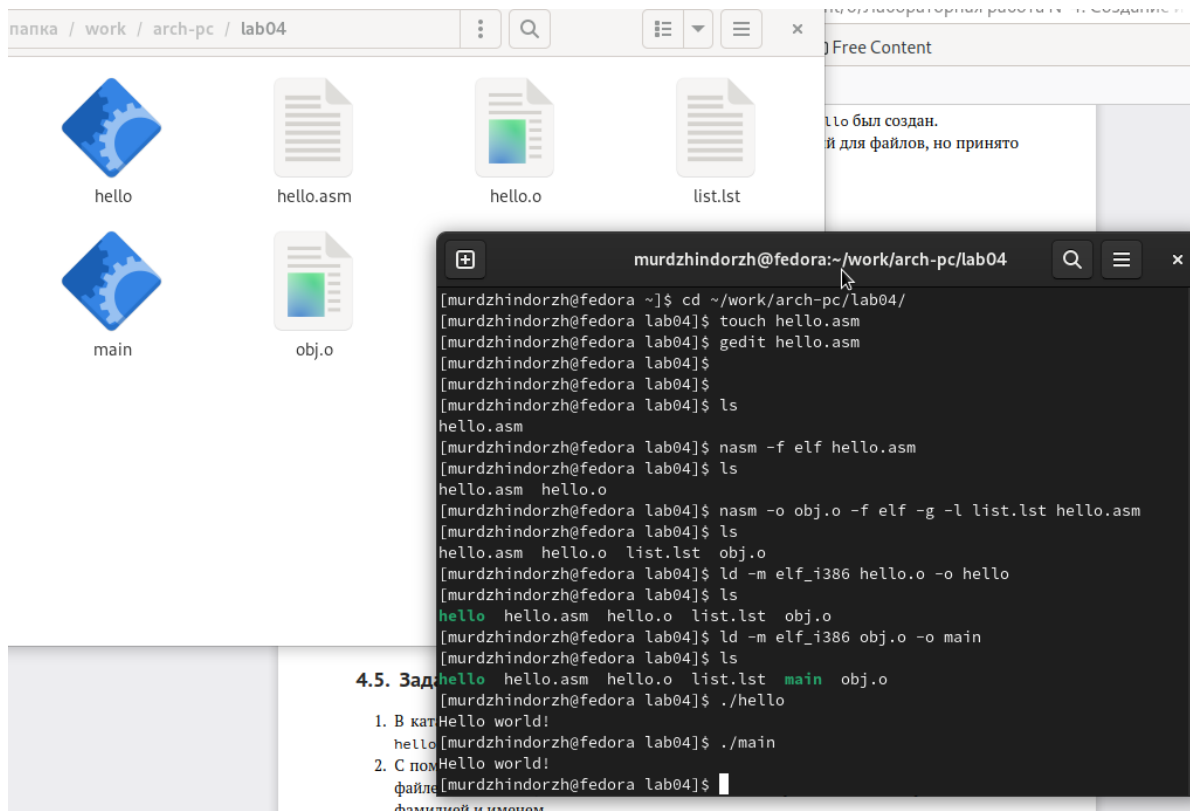 папка / work / arch-pc / lab04
Free Content
hello
hello.asm
hello.o
list.lst
main
obj.o
был создан.
для файлов, но принято
murdzhindorzh@fedora:~/work/arch-pc/lab04
[murdzhindorzh@fedora ~]$ cd ~/work/arch-pc/lab04/
[murdzhindorzh@fedora lab04]$ touch hello.asm
[murdzhindorzh@fedora lab04]$ gedit hello.asm
[murdzhindorzh@fedora lab04]$
[murdzhindorzh@fedora lab04]$
[murdzhindorzh@fedora lab04]$ ls
hello.asm
[murdzhindorzh@fedora lab04]$ nasm -f elf hello.asm
[murdzhindorzh@fedora lab04]$ ls
hello.asm  hello.o
[murdzhindorzh@fedora lab04]$ nasm -o obj.o -f elf -g -l list.lst hello.asm
[murdzhindorzh@fedora lab04]$ ls
hello.asm  hello.o  list.lst  obj.o
[murdzhindorzh@fedora lab04]$ ld -m elf_i386 hello.o -o hello
[murdzhindorzh@fedora lab04]$ ls
hello  hello.asm  hello.o  list.lst  obj.o
[murdzhindorzh@fedora lab04]$ ld -m elf_i386 obj.o -o main
[murdzhindorzh@fedora lab04]$ ls
hello  hello.asm  hello.o  list.lst  main  obj.o
[murdzhindorzh@fedora lab04]$ ./hello
Hello world!
[murdzhindorzh@fedora lab04]$ ./main
Hello world!
[murdzhindorzh@fedora lab04]$
4.5.
1. В
hello
2. С
фамилией и именем